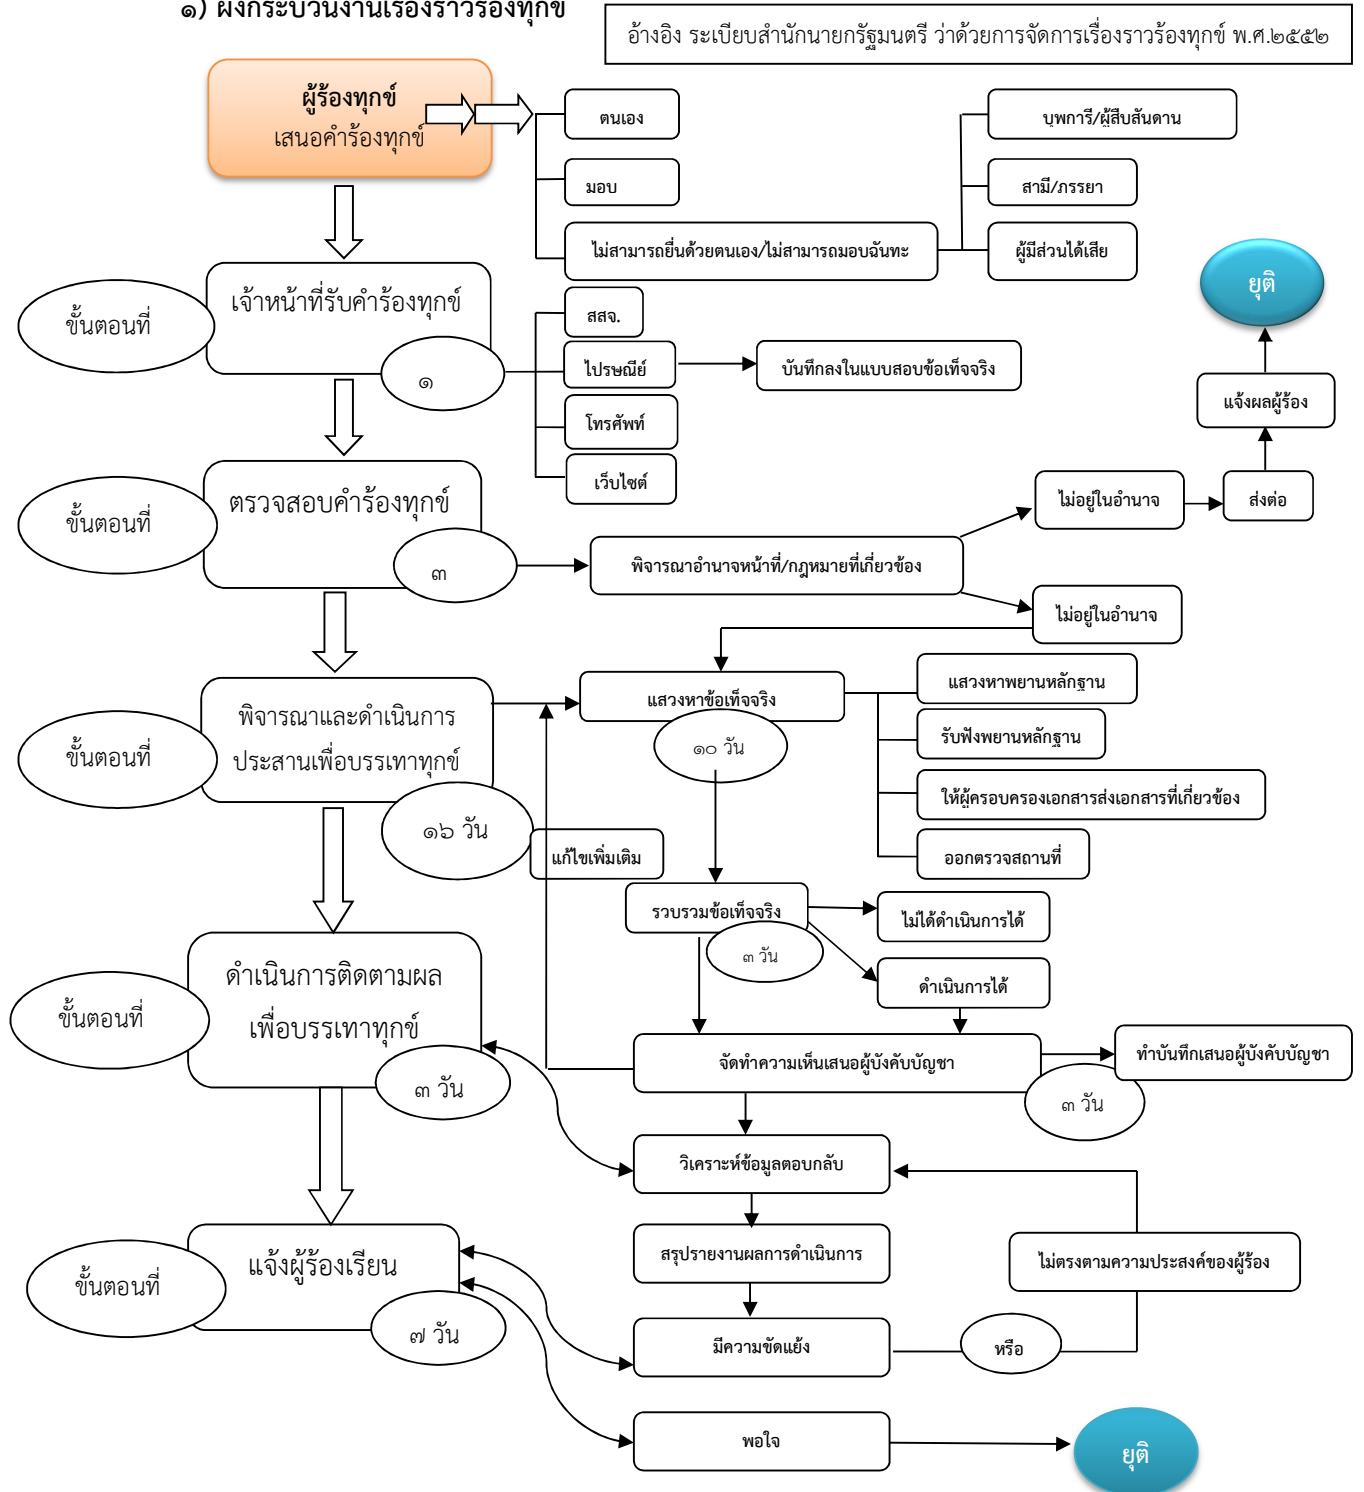 ๑) ผังกระบวนงานเรื่องราวร้องทุกข์
อ้างอิง ระเบียบสำนักนายกรัฐมนตรี ว่าด้วยการจัดการเรื่องราวร้องทุกข์ พ.ศ.๒๕๕๒
ผู้ร้องทุกข์
เสนอคำร้องทุกข์
ตนเอง
มอบ
ไม่สามารถยื่นด้วยตนเอง/ไม่สามารถมอบฉันทะ
บุพการี/ผู้สืบสันดาน
สามี/ภรรยา
ผู้มีส่วนได้เสีย
ยุติ
แจ้งผลผู้ร้อง
ขั้นตอนที่
เจ้าหน้าที่รับคำร้องทุกข์
๑
สสจ.
ไปรษณีย์
บันทึกลงในแบบสอบข้อเท็จจริง
โทรศัพท์
เว็บไซต์
ขั้นตอนที่
ตรวจสอบคำร้องทุกข์
๓
พิจารณาอำนาจหน้าที่/กฎหมายที่เกี่ยวข้อง
ไม่อยู่ในอำนาจ
ส่งต่อ
ไม่อยู่ในอำนาจ
ขั้นตอนที่
พิจารณาและดำเนินการ
ประสานเพื่อบรรเทาทุกข์
๑๖ วัน
แสวงหาข้อเท็จจริง
๑๐ วัน
แสวงหาพยานหลักฐาน
รับฟังพยานหลักฐาน
ให้ผู้ครอบครองเอกสารส่งเอกสารที่เกี่ยวข้อง
ออกตรวจสถานที่
แก้ไขเพิ่มเติม
รวบรวมข้อเท็จจริง
๓ วัน
ไม่ได้ดำเนินการได้
ดำเนินการได้
ขั้นตอนที่
ดำเนินการติดตามผล
เพื่อบรรเทาทุกข์
๓ วัน
จัดทำความเห็นเสนอผู้บังคับบัญชา
๓ วัน
ทำบันทึกเสนอผู้บังคับบัญชา
วิเคราะห์ข้อมูลตอบกลับ
สรุปรายงานผลการดำเนินการ
ไม่ตรงตามความประสงค์ของผู้ร้อง
ขั้นตอนที่
แจ้งผู้ร้องเรียน
๗ วัน
มีความขัดแย้ง
หรือ
พอใจ
ยุติ